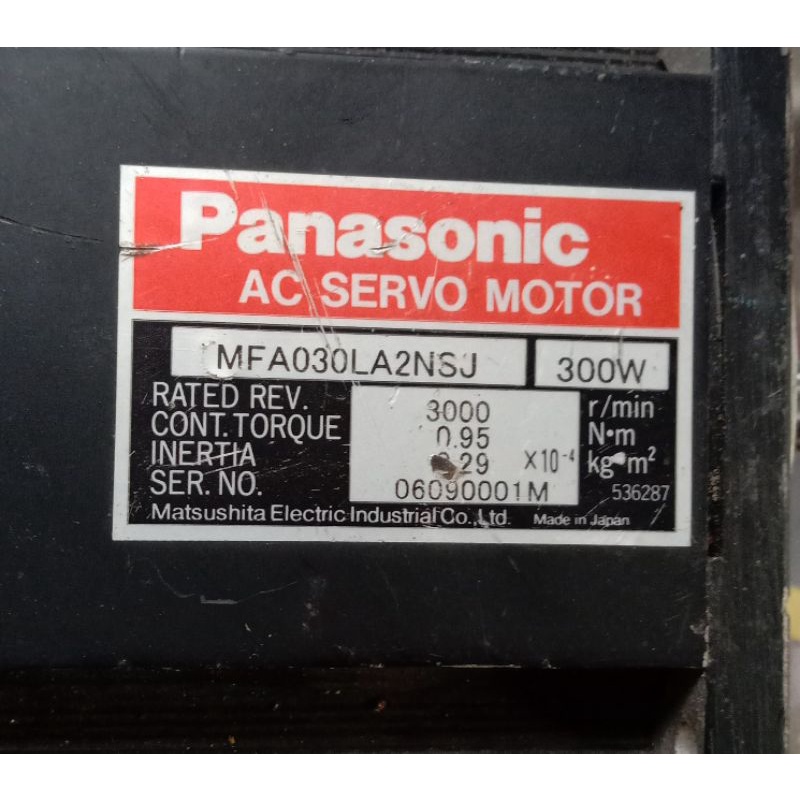 Panasonic
AC SERVO MOTOR
MFA030LA2NSJ 300W
RATED REV. 3000 r/min
CONT. TORQUE 0.95 N•m
INERTIA .29 X10⁻⁴ kg•m²
SER. NO. 06090001M 536287
Matsushita Electric Industrial Co., Ltd. Made in Japan